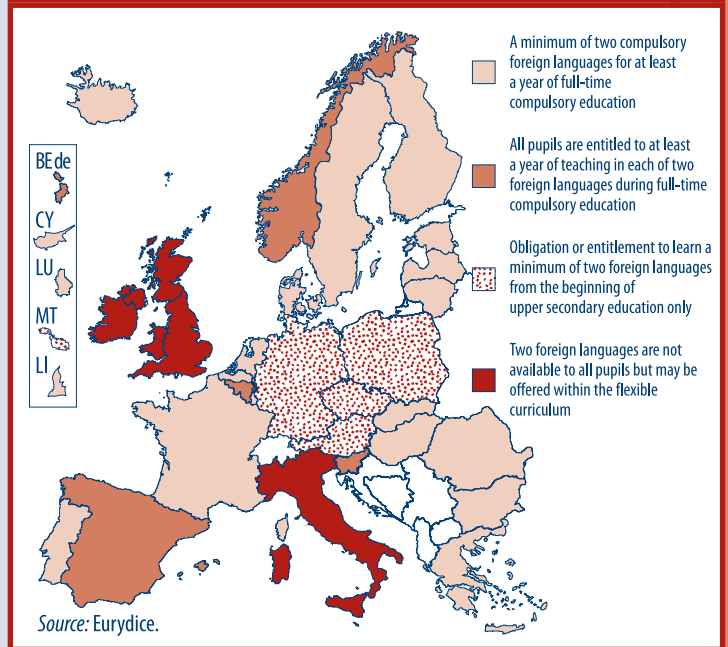 A minimum of two compulsory
foreign languages for at least
a year of full-time
compulsory education
All pupils are entitled to at least
a year of teaching in each of two
foreign languages during full-time
compulsory education
Obligation or entitlement to learn a
minimum of two foreign languages
from the beginning of
upper secondary education only
Two foreign languages are not
available to all pupils but may be
offered within the flexible
curriculum
BE de
CY
LU
MT
LI
Source: Eurydice.